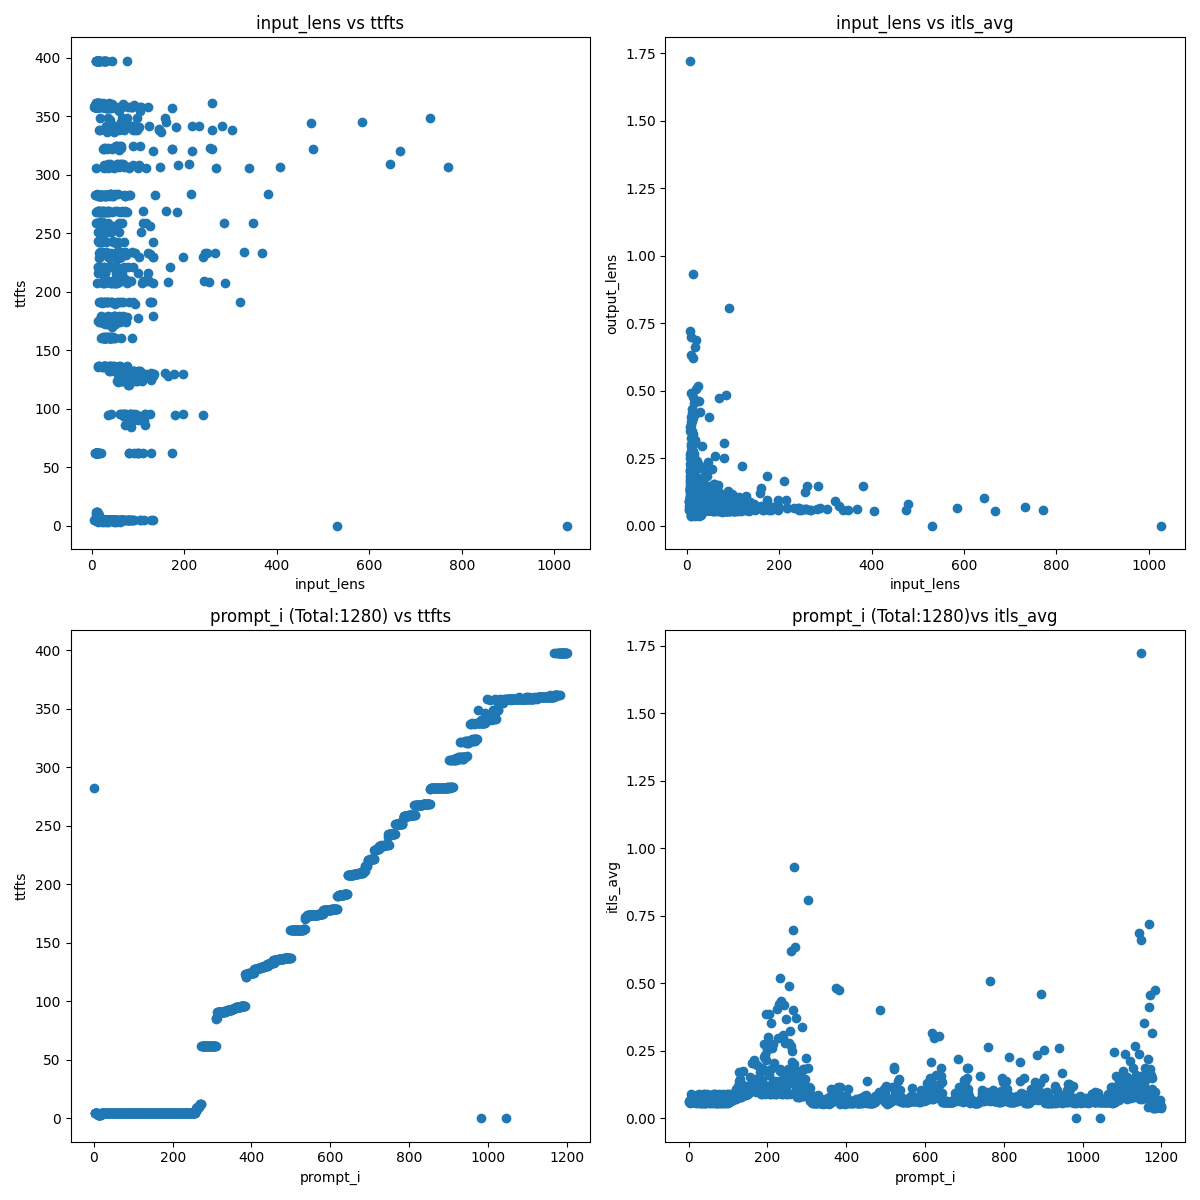 input_lens vs ttfts
400
350
300
250
200
150
100
50
0
ttfts
0 200 400 600 800 1000
input_lens
input_lens vs itls_avg
1.75
1.50
1.25
1.00
0.75
0.50
0.25
0.00
output_lens
0 200 400 600 800 1000
input_lens
prompt_i (Total:1280) vs ttfts
400
350
300
250
200
150
100
50
0
ttfts
0 200 400 600 800 1000 1200
prompt_i
prompt_i (Total:1280)vs itls_avg
1.75
1.50
1.25
1.00
0.75
0.50
0.25
0.00
itls_avg
0 200 400 600 800 1000 1200
prompt_i